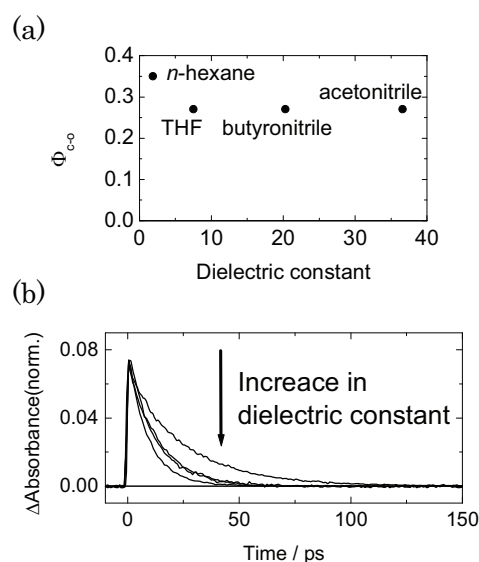 (a)
0.4
0.3
0.2
0.1
0.0
Φc-o
n-hexane
THF
butyronitrile
acetonitrile
0
10
20
30
40
Dielectric constant
(b)
0.08
0.04
0.00
ΔAbsorbance(norm.)
Increace in
dielectric constant
0
50
100
150
Time / ps